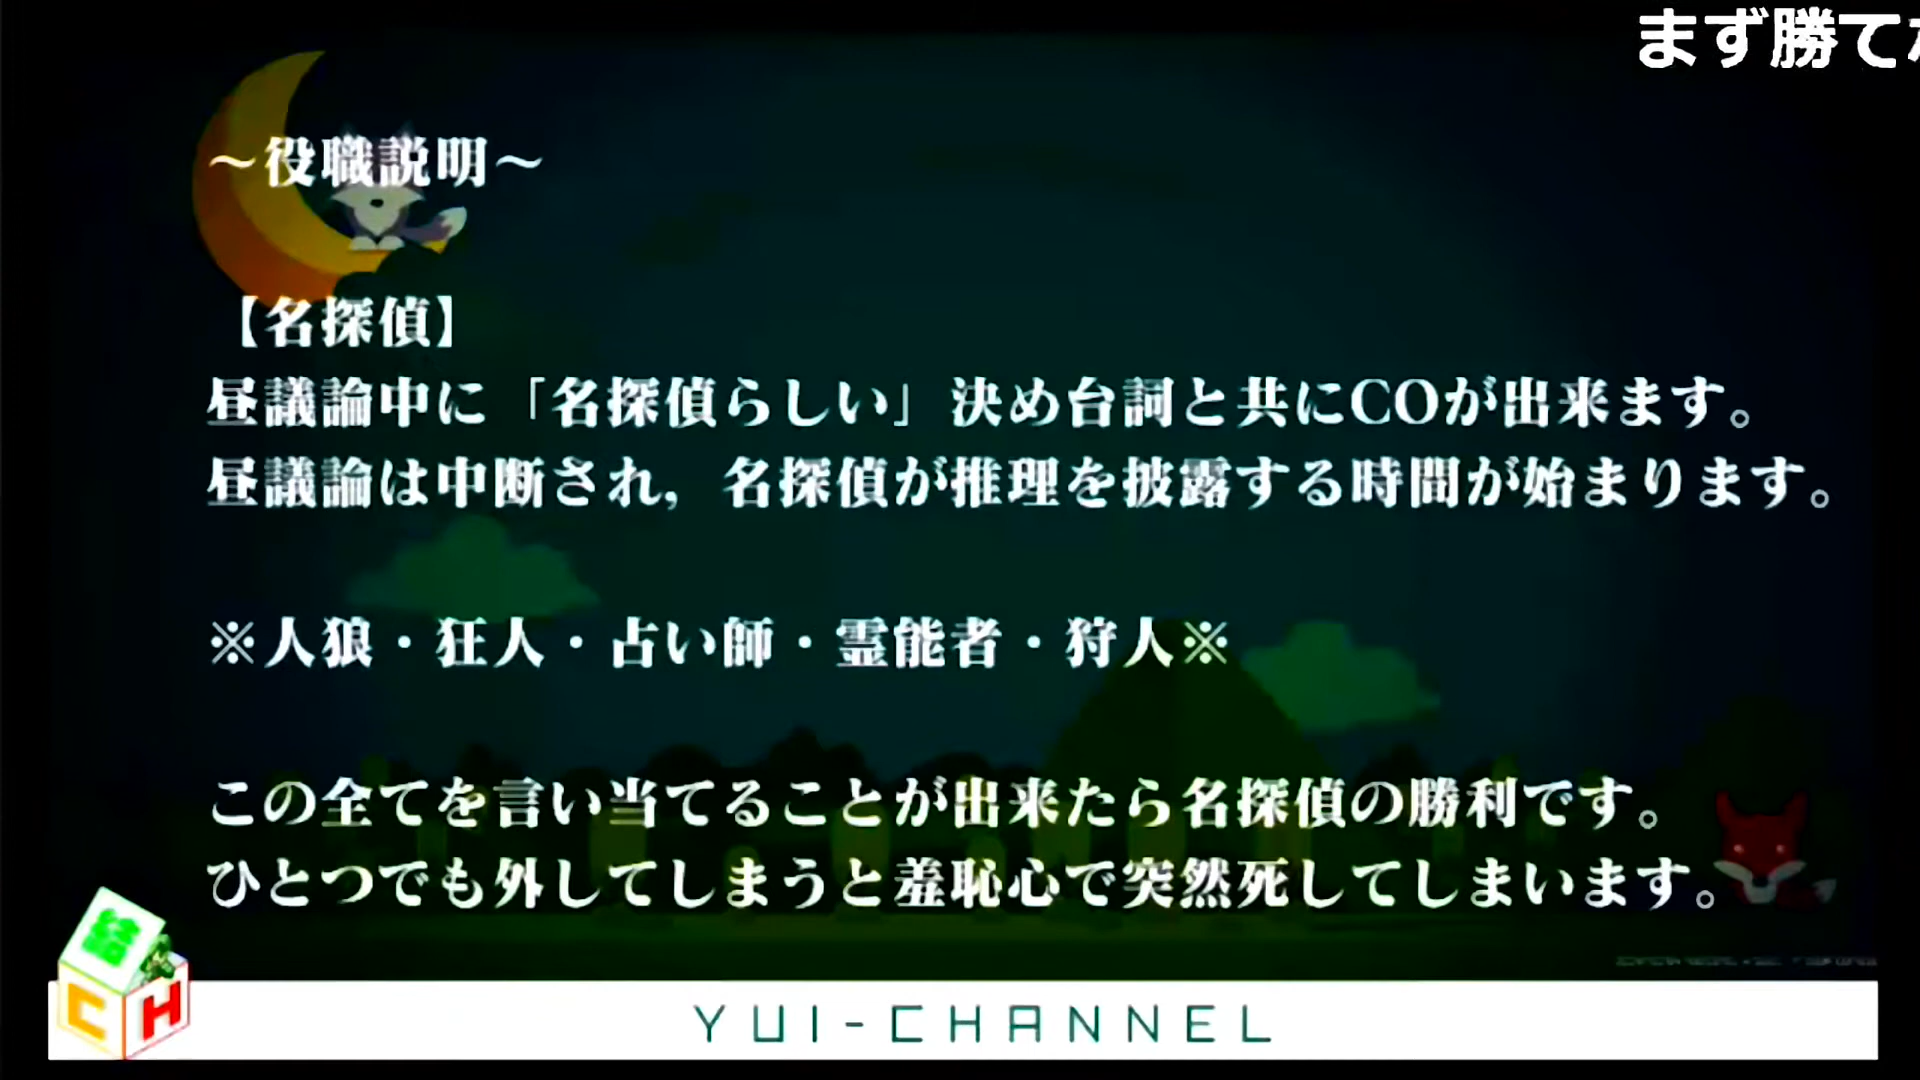 まず勝て
～役職説明～
【名探偵】
昼議論中に「名探偵らしい」決め台詞と共にCOが出来ます。
昼議論は中断され，名探偵が推理を披露する時間が始まります。
※人狼・狂人・占い師・霊能者・狩人※
この全てを言い当てることが出来たら名探偵の勝利です。
ひとつでも外してしまうと羞恥心で突然死してしまいます。
結
C H
YUI-CHANNEL